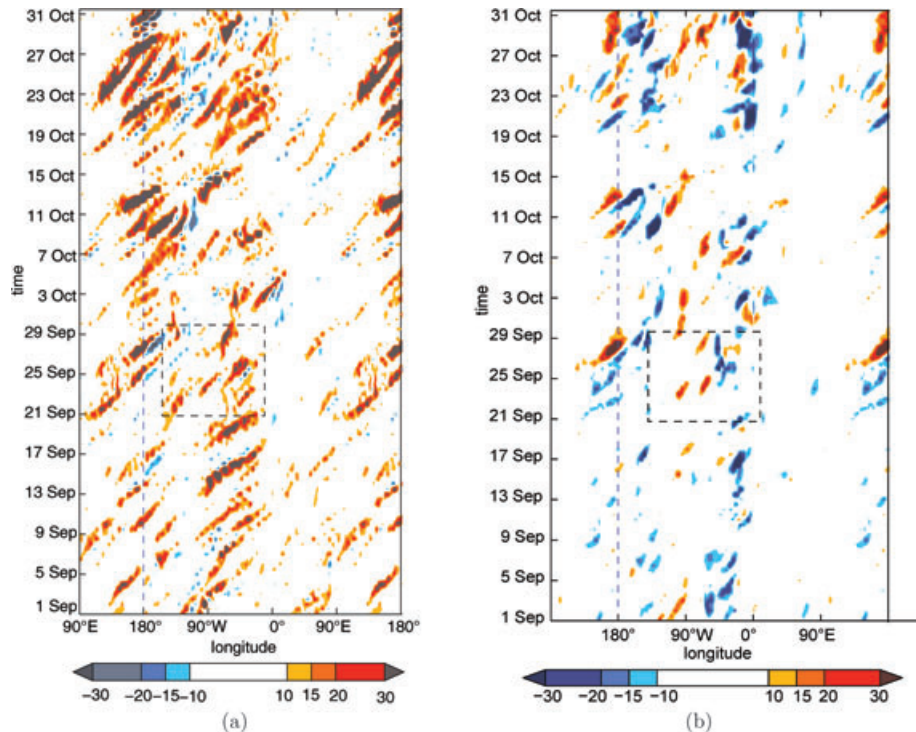 31 Oct
27 Oct
23 Oct
19 Oct
15 Oct
11 Oct
7 Oct
3 Oct
29 Sep
25 Sep
21 Sep
17 Sep
13 Sep
9 Sep
5 Sep
1 Sep
time
90°E 180° 90°W 0° 90°E 180°
longitude
−30 −20 −15 −10 10 15 20 30
(a)
31 Oct
27 Oct
23 Oct
19 Oct
15 Oct
11 Oct
7 Oct
3 Oct
29 Sep
25 Sep
21 Sep
17 Sep
13 Sep
9 Sep
5 Sep
1 Sep
time
180° 90°W 0° 90°E
longitude
−30 −20 −15 −10 10 15 20 30
(b)